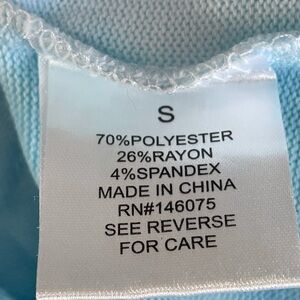 S
70%POLYESTER
26%RAYON
4%SPANDEX
MADE IN CHINA
RN#146075
SEE REVERSE
FOR CARE